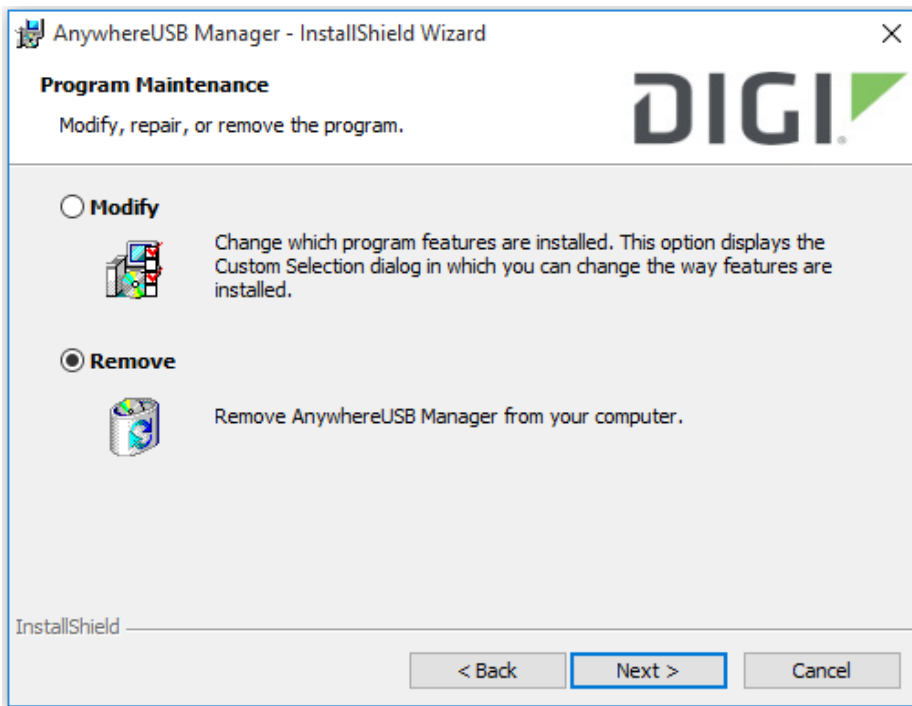 AnywhereUSB Manager - InstallShield Wizard
Program Maintenance
Modify, repair, or remove the program.
DIGI.
Modify
Change which program features are installed. This option displays the
Custom Selection dialog in which you can change the way features are
installed.
Remove
Remove AnywhereUSB Manager from your computer.
InstallShield
< Back
Next >
Cancel